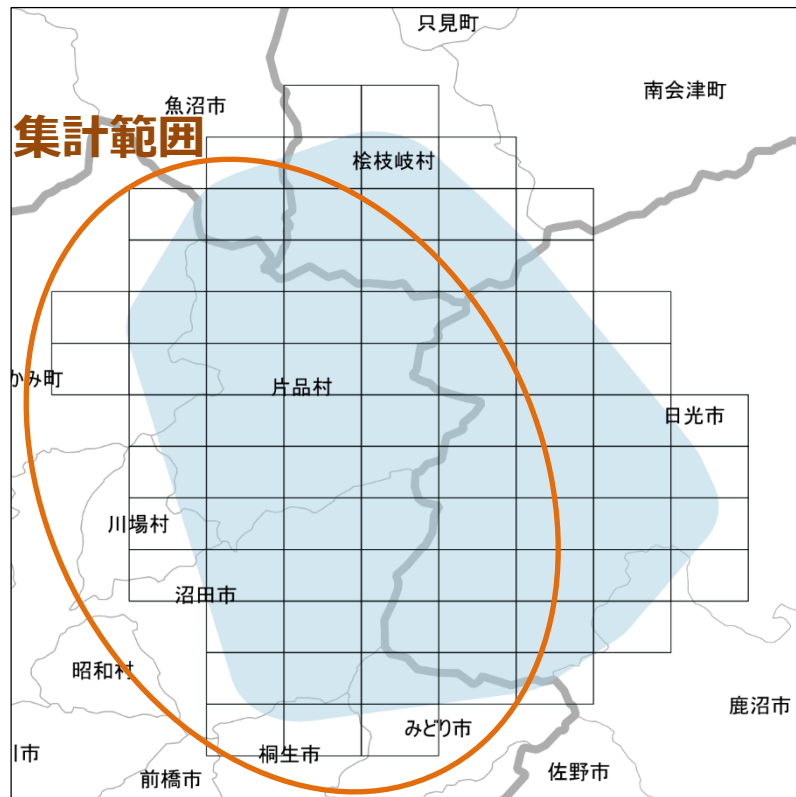 只見町
南会津町
魚沼市
集計範囲
桧枝岐村
かみ町
片品村
日光市
川場村
沼田市
昭和村
鹿沼市
みどり市
川市
桐生市
佐野市
前橋市